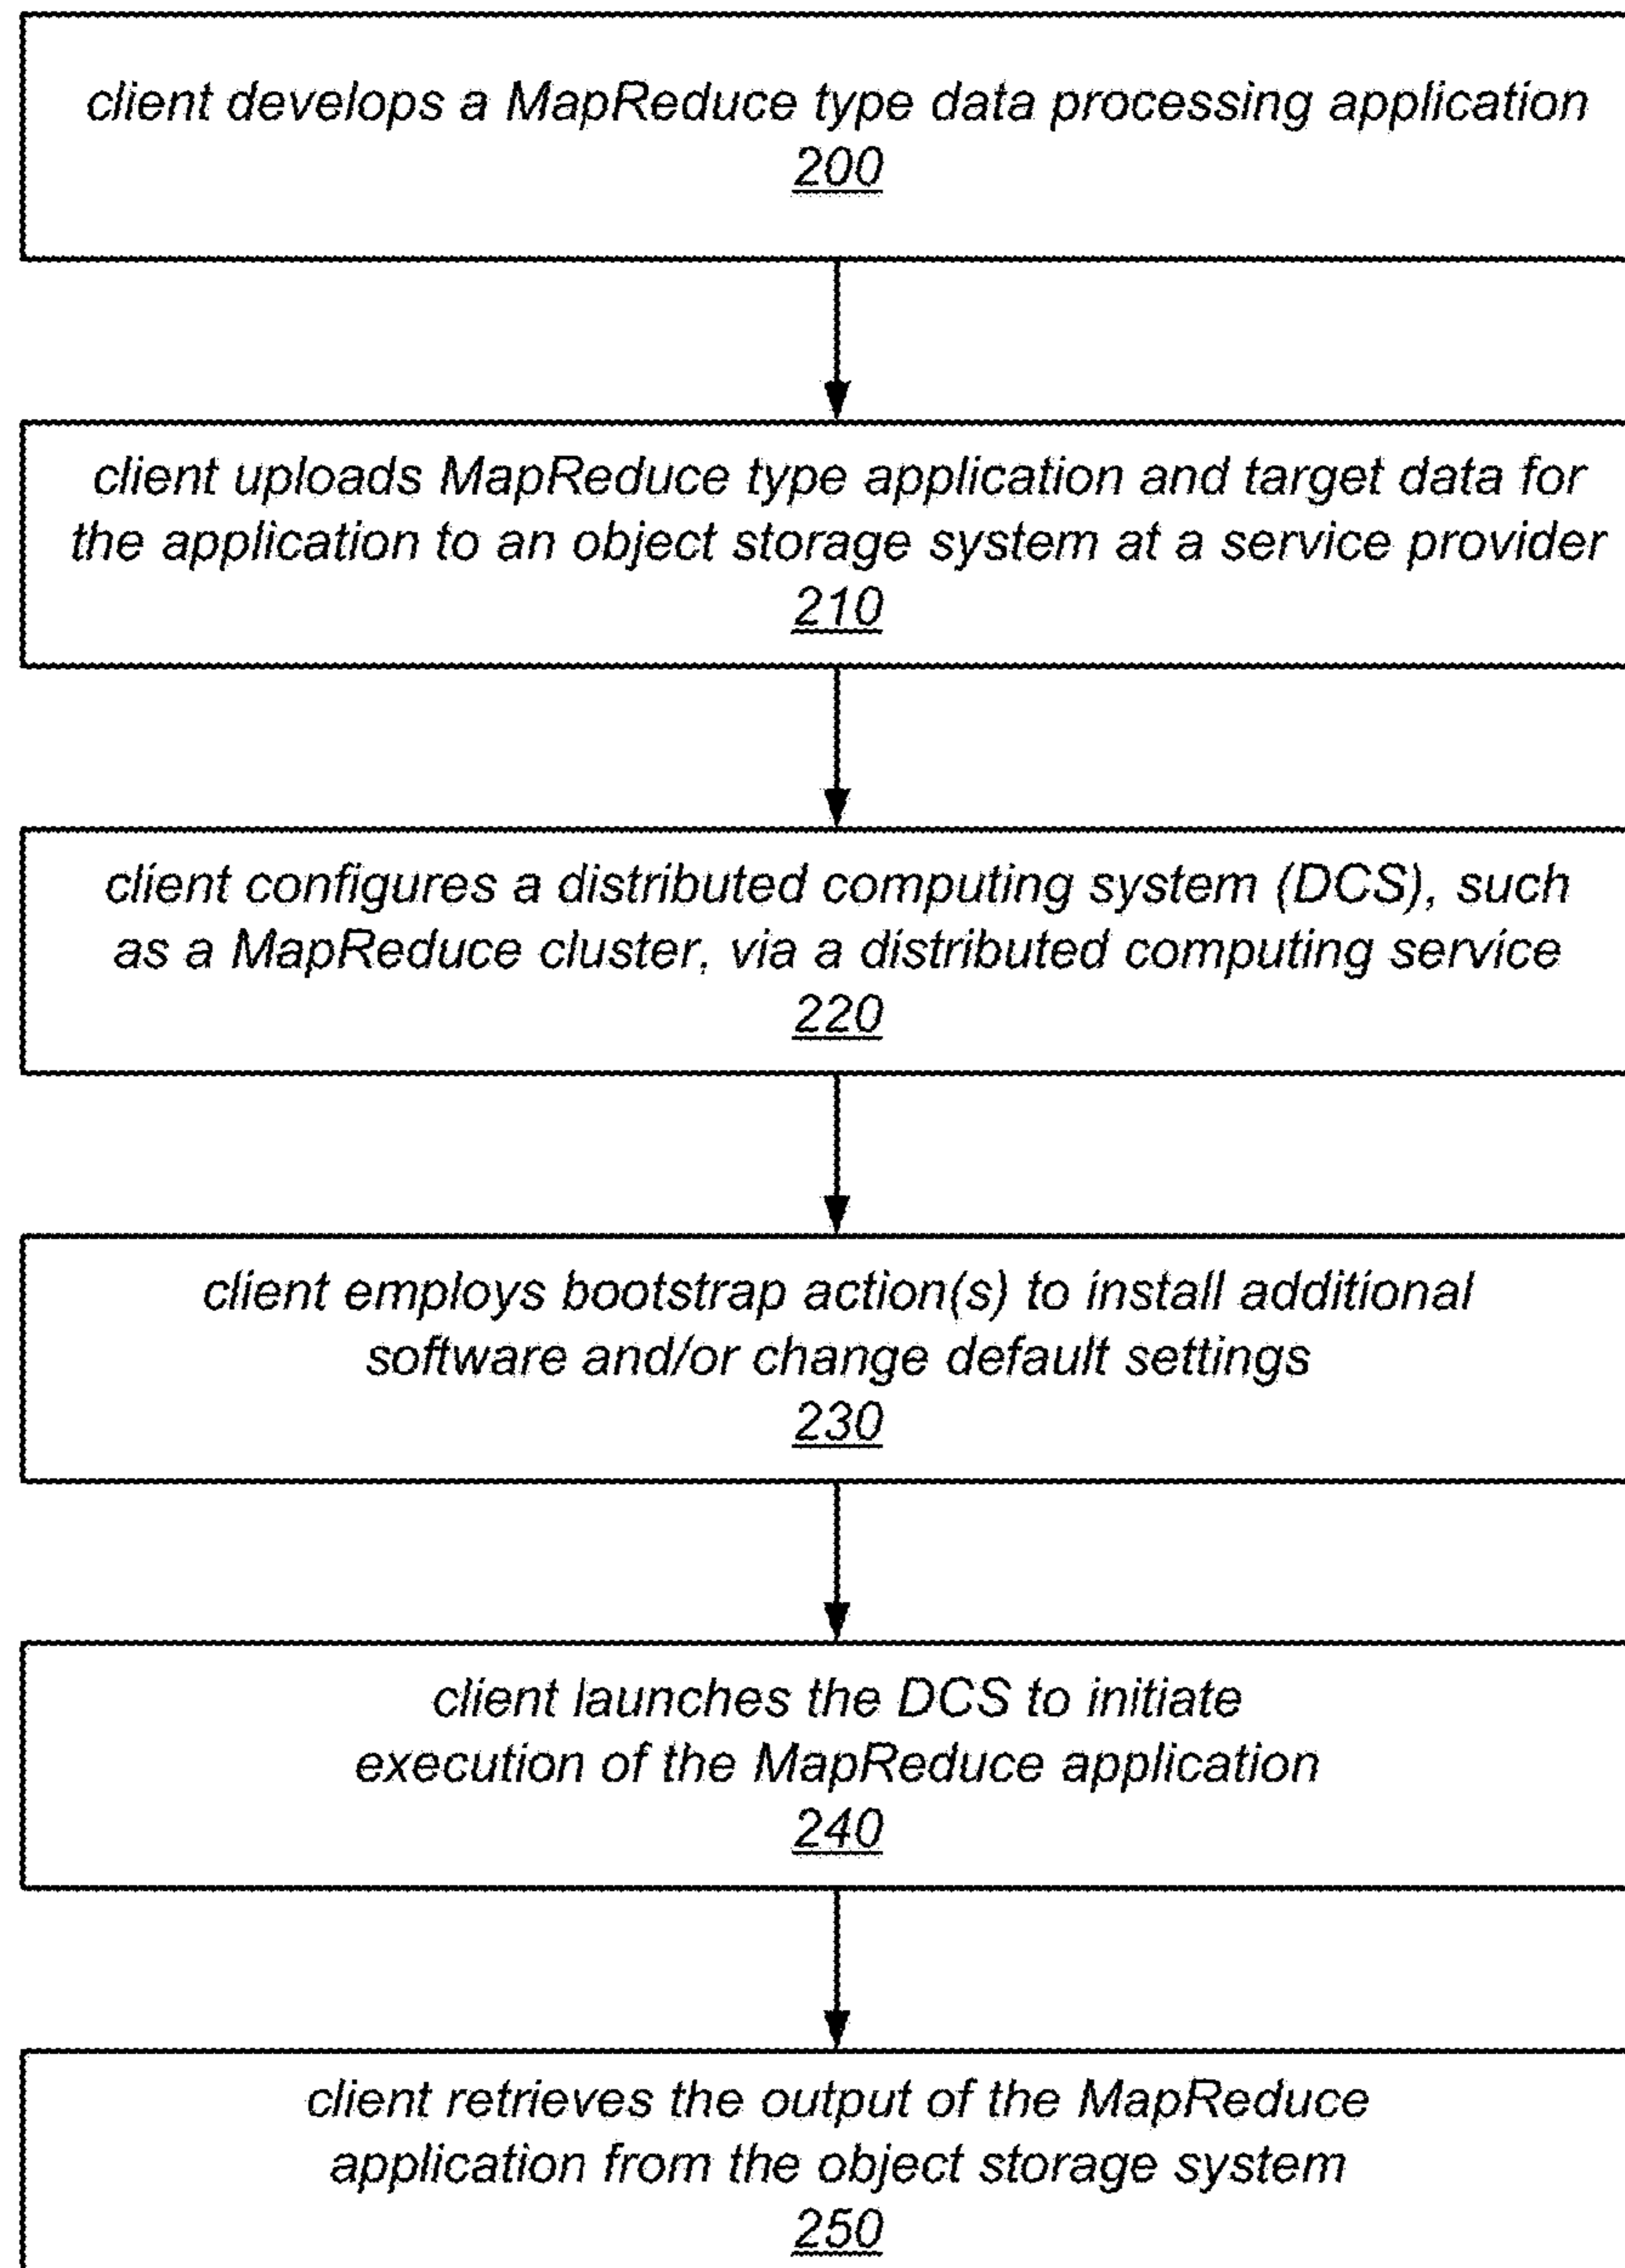 client develops a MapReduce type data processing application
200
client uploads MapReduce type application and target data for
the application to an object storage system at a service provider
210
client configures a distributed computing system (DCS), such
as a MapReduce cluster, via a distributed computing service
220
client employs bootstrap action(s) to install additional
software and/or change default settings
230
client launches the DCS to initiate
execution of the MapReduce application
240
client retrieves the output of the MapReduce
application from the object storage system
250